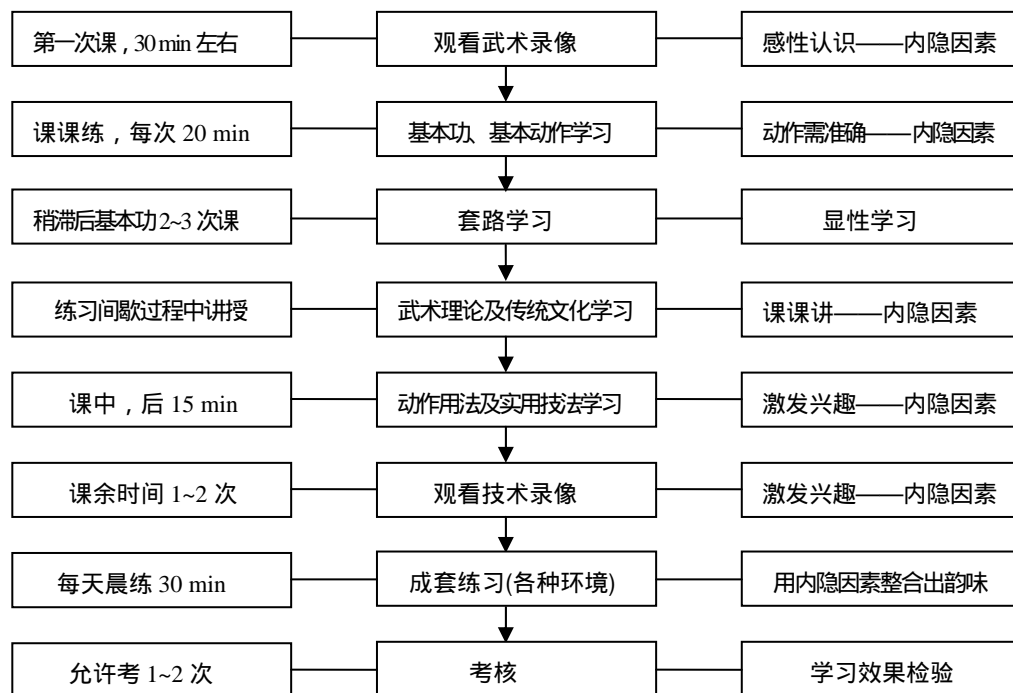 第一次课，30 min 左右
观看武术录像
感性认识——内隐因素
课课练，每次 20 min
基本功、基本动作学习
动作需准确——内隐因素
稍滞后基本功 2~3 次课
套路学习
显性学习
练习间歇过程中讲授
武术理论及传统文化学习
课课讲——内隐因素
课中，后 15 min
动作用法及实用技法学习
激发兴趣——内隐因素
课余时间 1~2 次
观看技术录像
激发兴趣——内隐因素
每天晨练 30 min
成套练习(各种环境)
用内隐因素整合出韵味
允许考 1~2 次
考核
学习效果检验